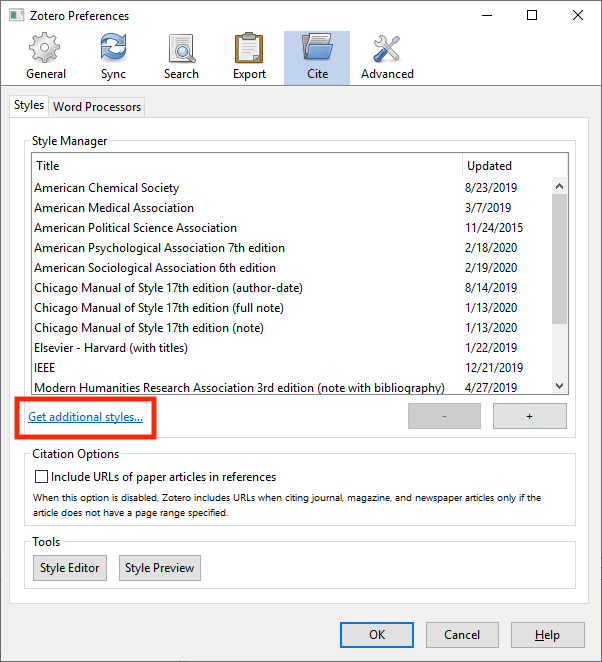 Zotero Preferences
General Sync Search Export Cite Advanced
Styles Word Processors
Style Manager
Title Updated
American Chemical Society 8/23/2019
American Medical Association 3/7/2019
American Political Science Association 11/24/2015
American Psychological Association 7th edition 2/18/2020
American Sociological Association 6th edition 2/19/2020
Chicago Manual of Style 17th edition (author-date) 8/14/2019
Chicago Manual of Style 17th edition (full note) 1/13/2020
Chicago Manual of Style 17th edition (note) 1/13/2020
Elsevier - Harvard (with titles) 1/22/2019
IEEE 12/21/2019
Modern Humanities Research Association 3rd edition (note with bibliography) 4/27/2019
Get additional styles... - +
Citation Options
Include URLs of paper articles in references
When this option is disabled, Zotero includes URLs when citing journal, magazine, and newspaper articles only if the
article does not have a page range specified.
Tools
Style Editor Style Preview
OK Cancel Help